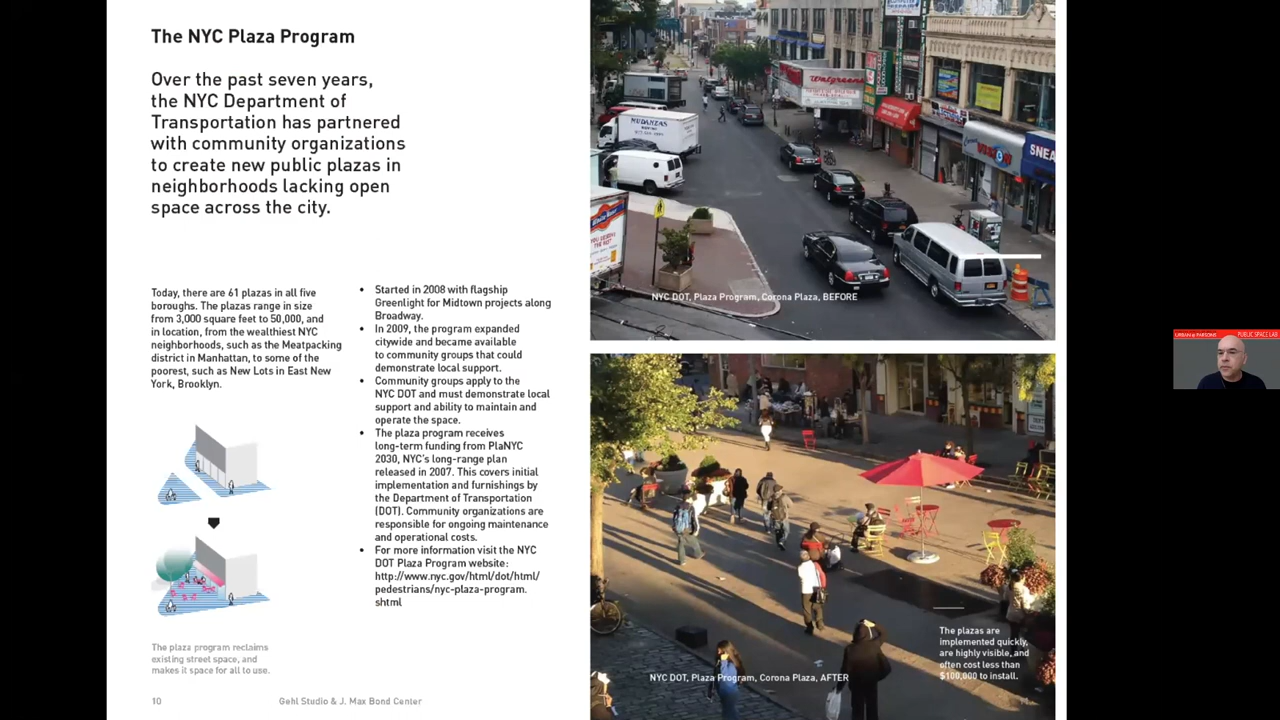 The NYC Plaza Program
Over the past seven years,
the NYC Department of
Transportation has partnered
with community organizations
to create new public plazas in
neighborhoods lacking open
space across the city.
Today, there are 61 plazas in all five
boroughs. The plazas range in size
from 3,000 square feet to 50,000, and
in location, from the wealthiest NYC
neighborhoods, such as the Meatpacking
district in Manhattan, to some of the
poorest, such as New Lots in East New
York, Brooklyn.
The plaza program reclaims
existing street space, and
makes it space for all to use.
• Started in 2008 with flagship
Greenlight for Midtown projects along
Broadway.
• In 2009, the program expanded
citywide and became available
to community groups that could
demonstrate local support.
• Community groups apply to the
NYC DOT and must demonstrate local
support and ability to maintain and
operate the space.
• The plaza program receives
long-term funding from PlaNYC
2030, NYC's long-range plan
released in 2007. This covers initial
implementation and furnishings by
the Department of Transportation
(DOT). Community organizations are
responsible for ongoing maintenance
and operational costs.
• For more information visit the NYC
DOT Plaza Program website:
http://www.nyc.gov/html/dot/html/
pedestrians/nyc-plaza-program.
shtml
10
Gehl Studio & J. Max Bond Center
MUDANZAS
Walgreens
SNEA
NYC DOT, Plaza Program, Corona Plaza, BEFORE
The plazas are
implemented quickly,
are highly visible, and
often cost less than
$100,000 to install.
NYC DOT, Plaza Program, Corona Plaza, AFTER
URBAN @ PARSONS
PUBLIC SPACE LAB